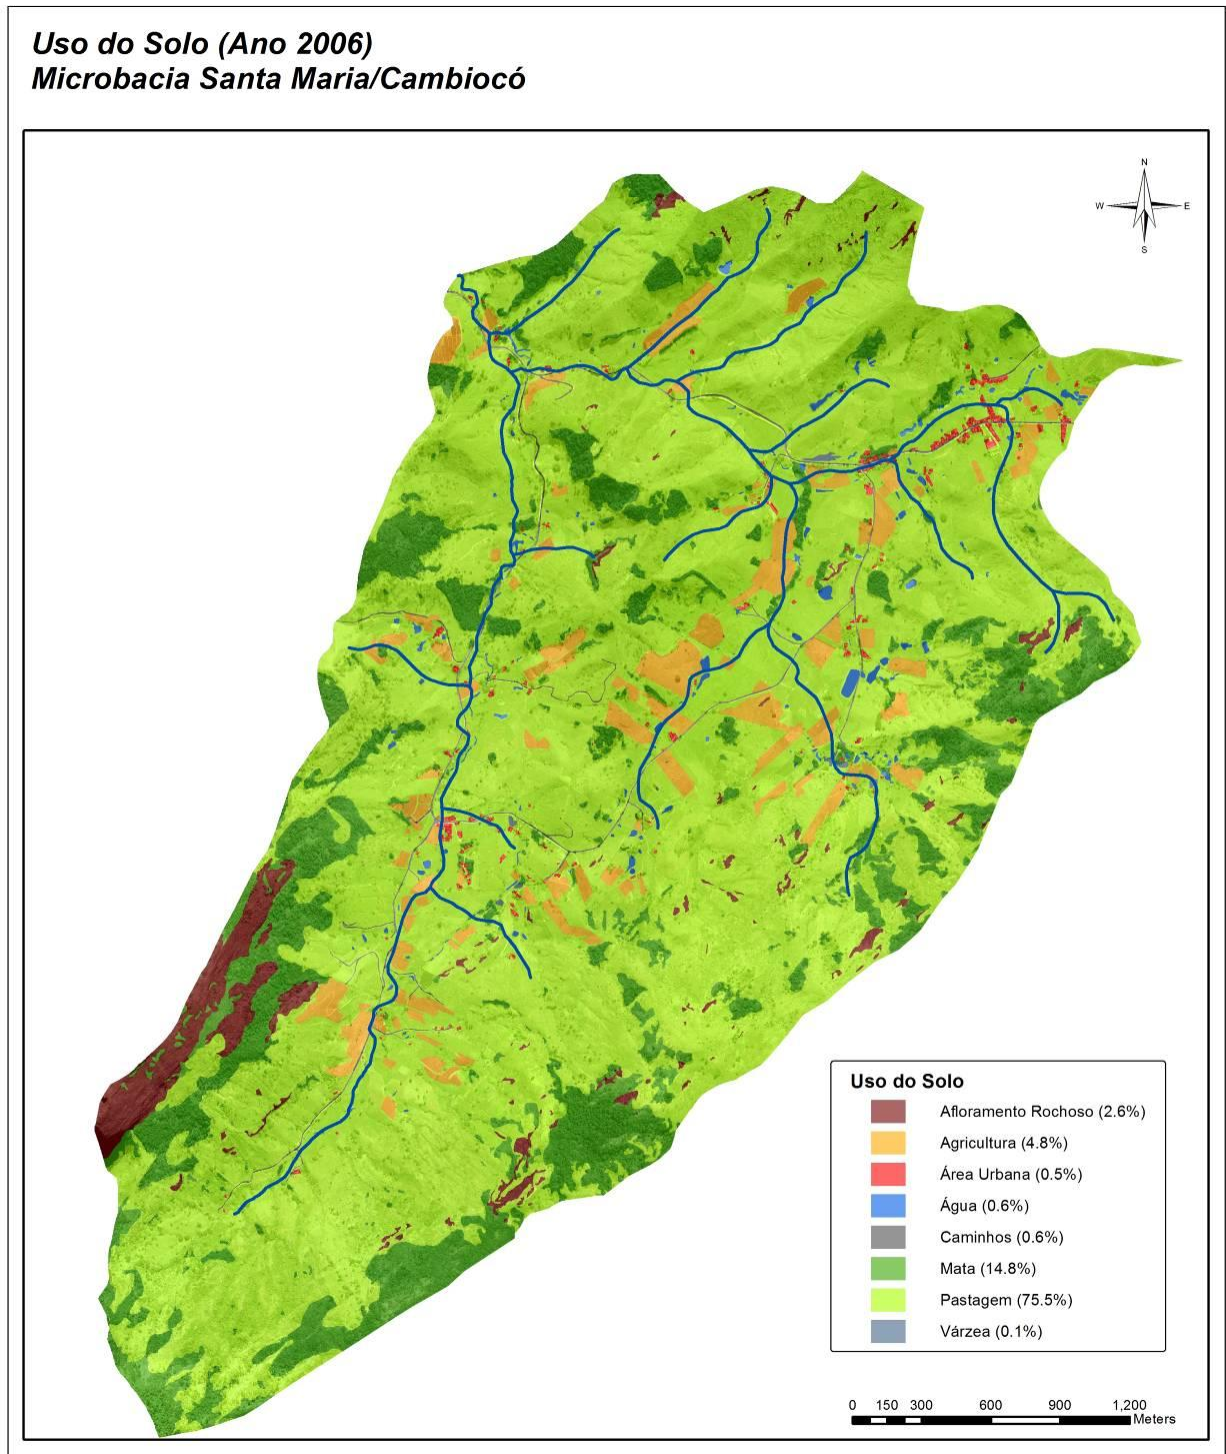 Uso do Solo (Ano 2006)
Microbacia Santa Maria/Cambiocó
N
W E
S
Uso do Solo
Afloramento Rochoso (2.6%)
Agricultura (4.8%)
Área Urbana (0.5%)
Água (0.6%)
Caminhos (0.6%)
Mata (14.8%)
Pastagem (75.5%)
Várzea (0.1%)
0 150 300 600 900 1,200
Meters